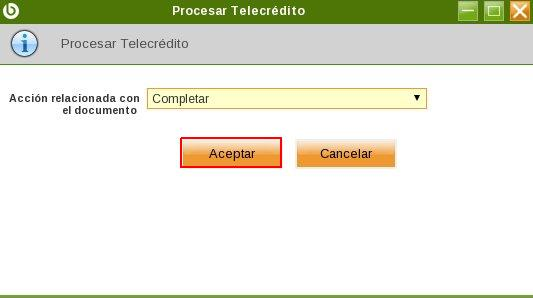 Procesar Telecrédito
Procesar Telecrédito
Acción relacionada con
el documento
Completar
Aceptar
Cancelar